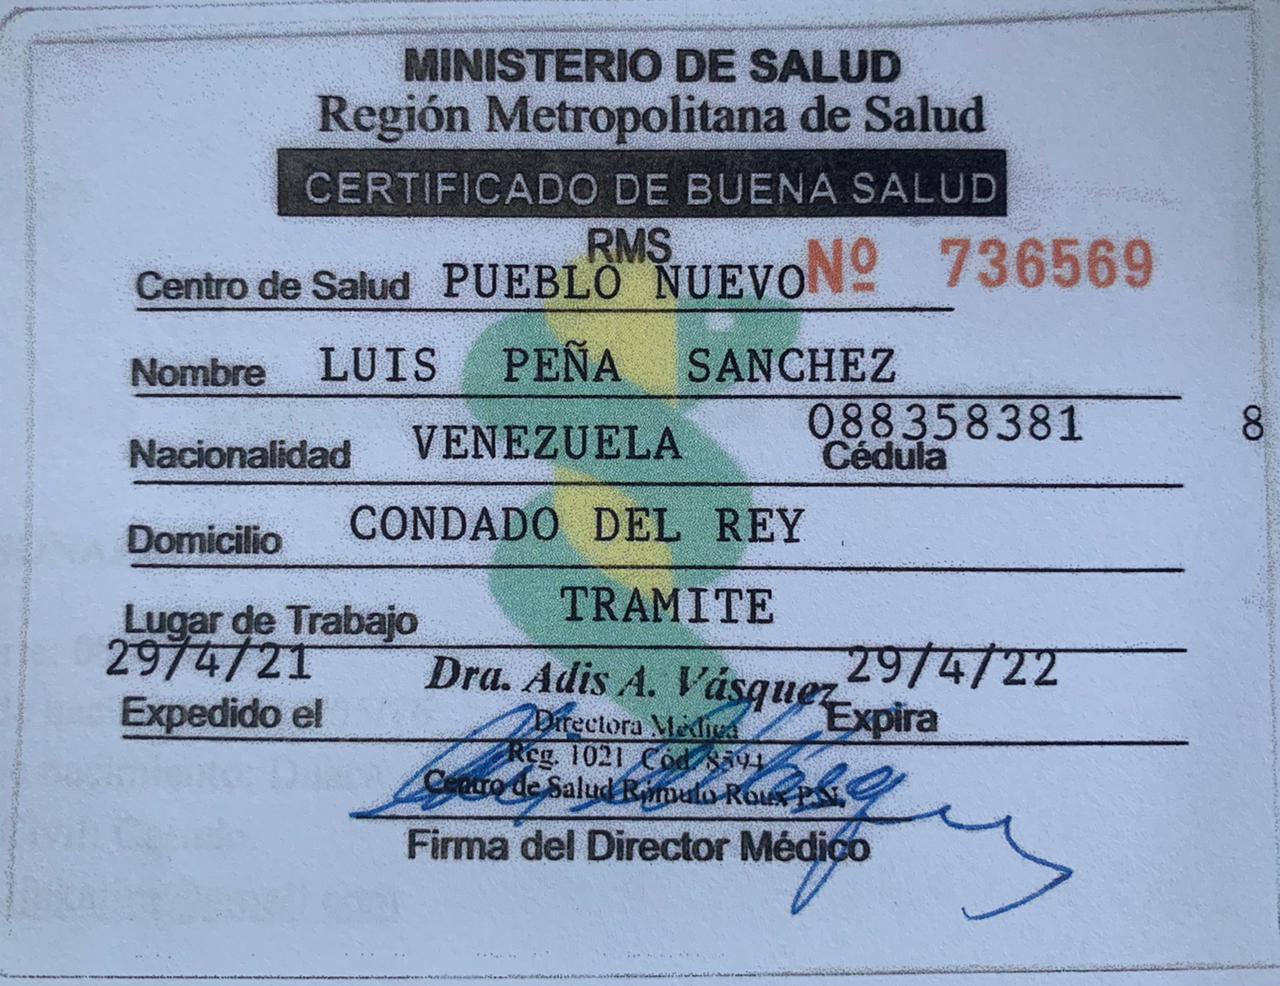 MINISTERIO DE SALUD
Región Metropolitana de Salud
CERTIFICADO DE BUENA SALUD
RMS
Centro de Salud PUEBLO NUEVO Nº 736569
Nombre LUIS PEÑA SANCHEZ
Nacionalidad VENEZUELA Cédula 088358381 8
Domicilio CONDADO DEL REY
Lugar de Trabajo TRAMITE
29/4/21 Dra. Adis A. Vásquez 29/4/22
Expedido el Directora Médica Expira
Reg. 1021 Cod. 8594
Centro de Salud Rómulo Roux P.N.
Firma del Director Médico